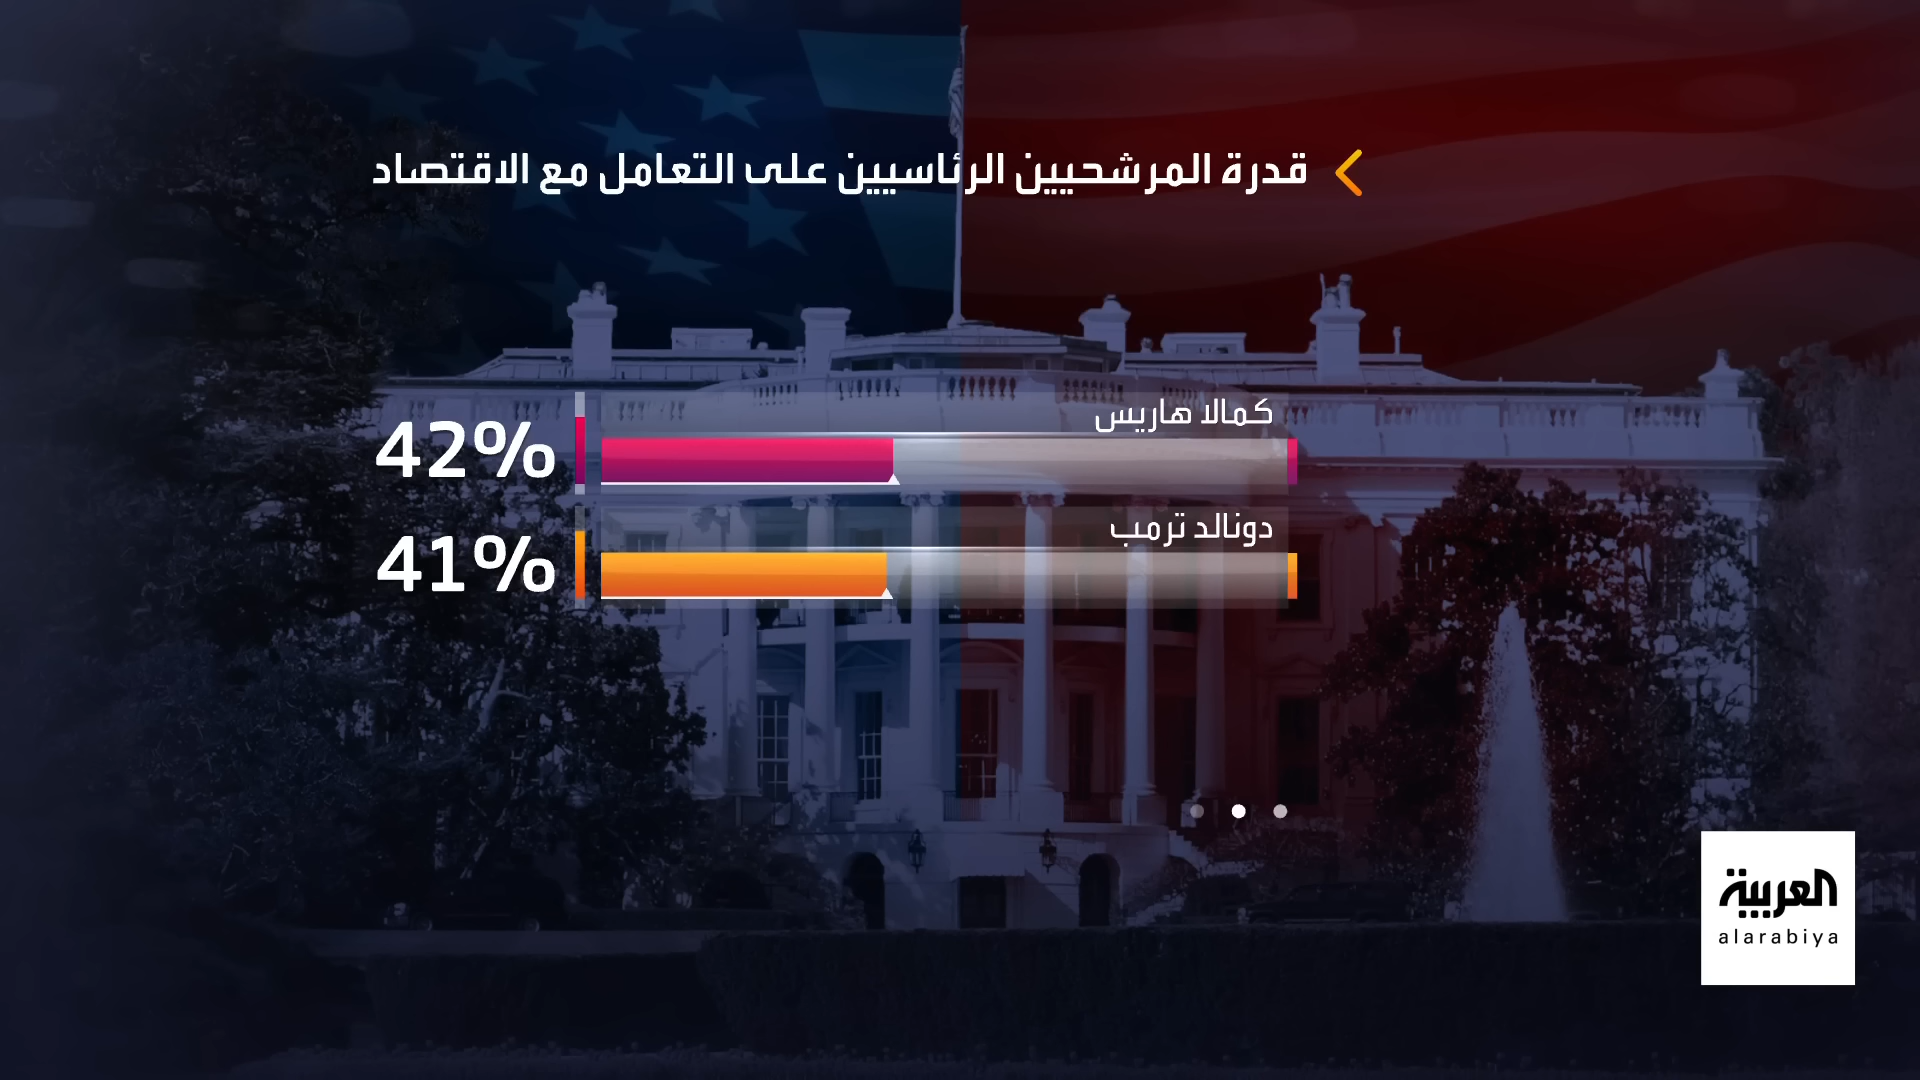 قدرة المرشحيين الرئاسيين على التعامل مع الاقتصاد
كمالا هاريس
42%
دونالد ترمب
41%
العربية
alarabiya